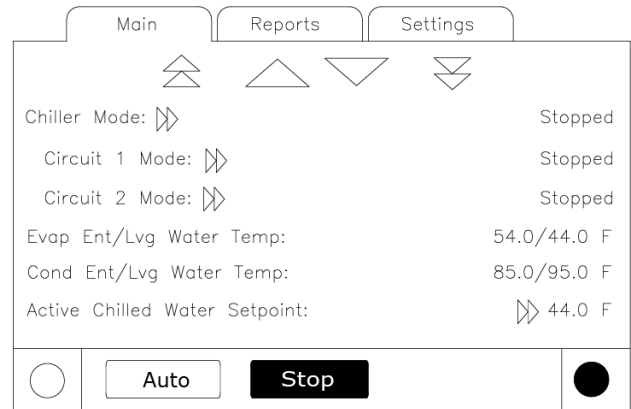 Main Reports Settings
Chiller Mode: Stopped
Circuit 1 Mode: Stopped
Circuit 2 Mode: Stopped
Evap Ent/Lvg Water Temp: 54.0/44.0 F
Cond Ent/Lvg Water Temp: 85.0/95.0 F
Active Chilled Water Setpoint: 44.0 F
Auto Stop